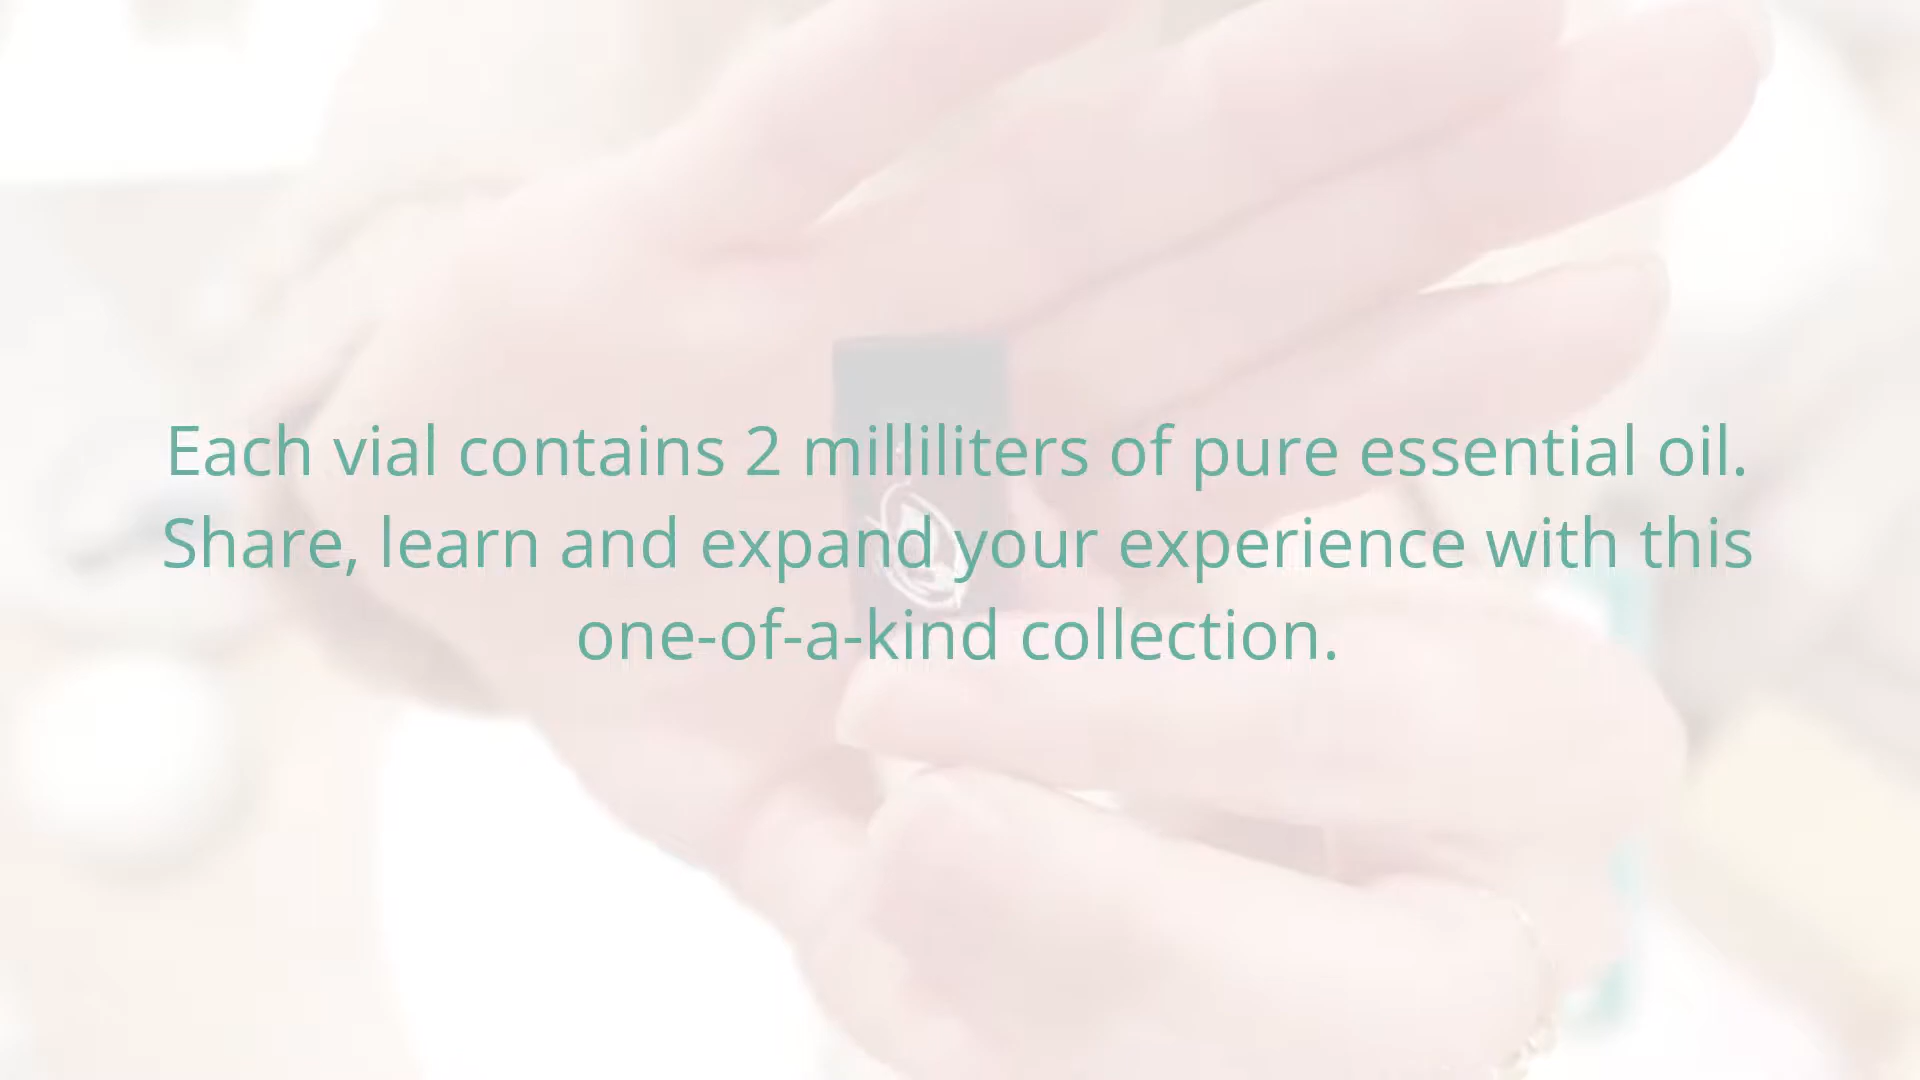 Each vial contains 2 milliliters of pure essential oil.
Share, learn and expand your experience with this
one-of-a-kind collection.